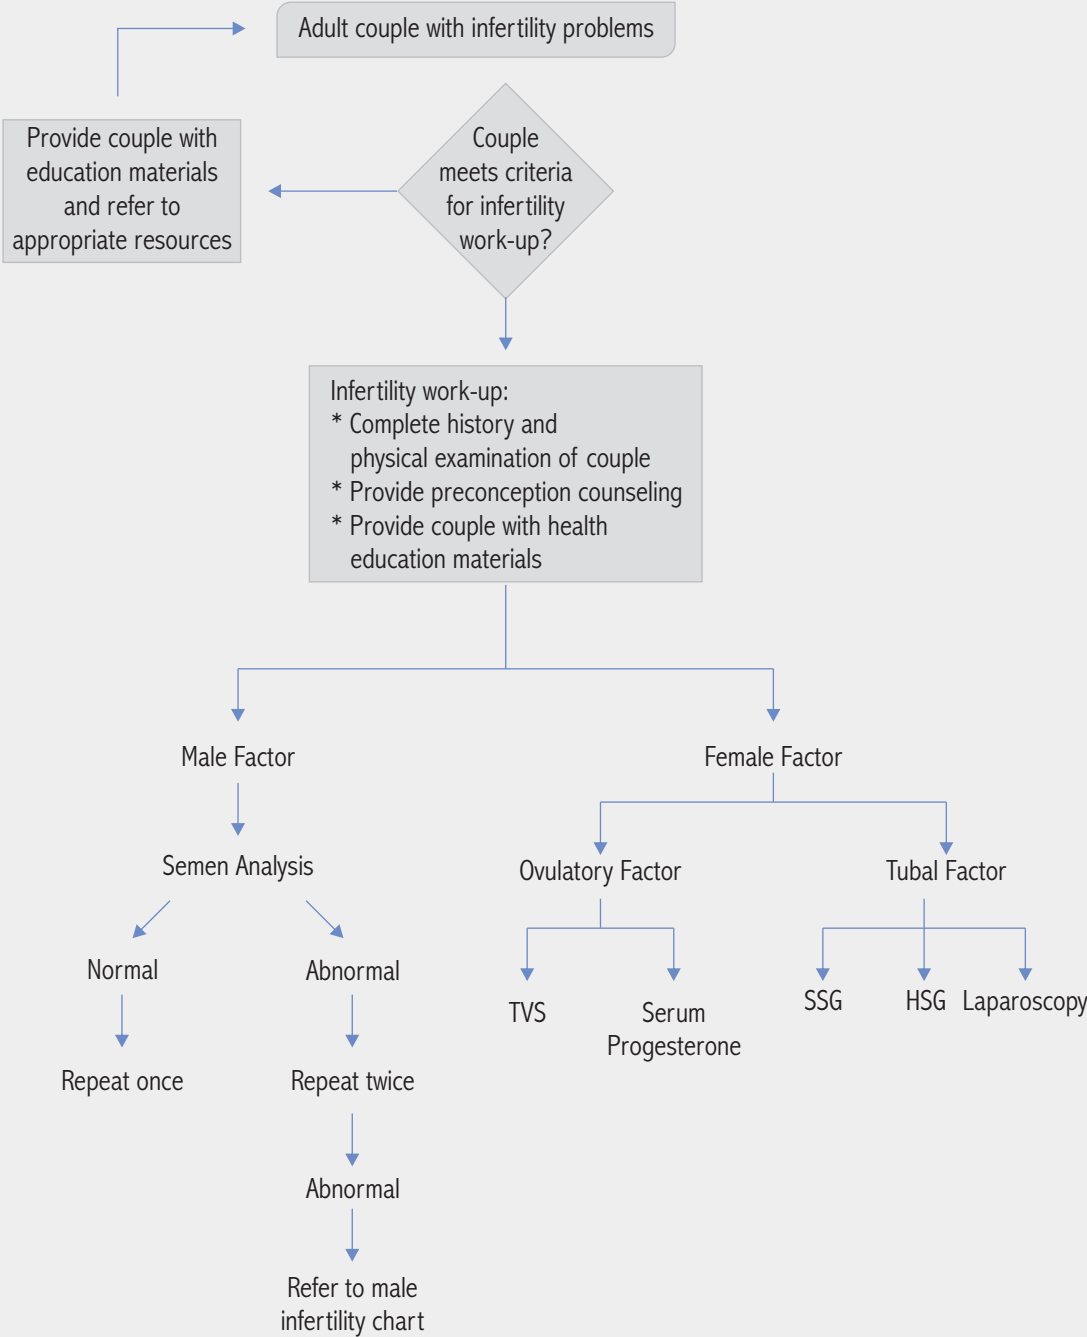 Adult couple with infertility problems
Provide couple with
education materials
and refer to
appropriate resources
Couple
meets criteria
for infertility
work-up?
Infertility work-up:
* Complete history and
physical examination of couple
* Provide preconception counseling
* Provide couple with health
education materials
Male Factor
Female Factor
Semen Analysis
Ovulatory Factor
Tubal Factor
Normal
Abnormal
TVS
Serum
Progesterone
SSG
HSG
Laparoscopy
Repeat once
Repeat twice
Abnormal
Refer to male
infertility chart